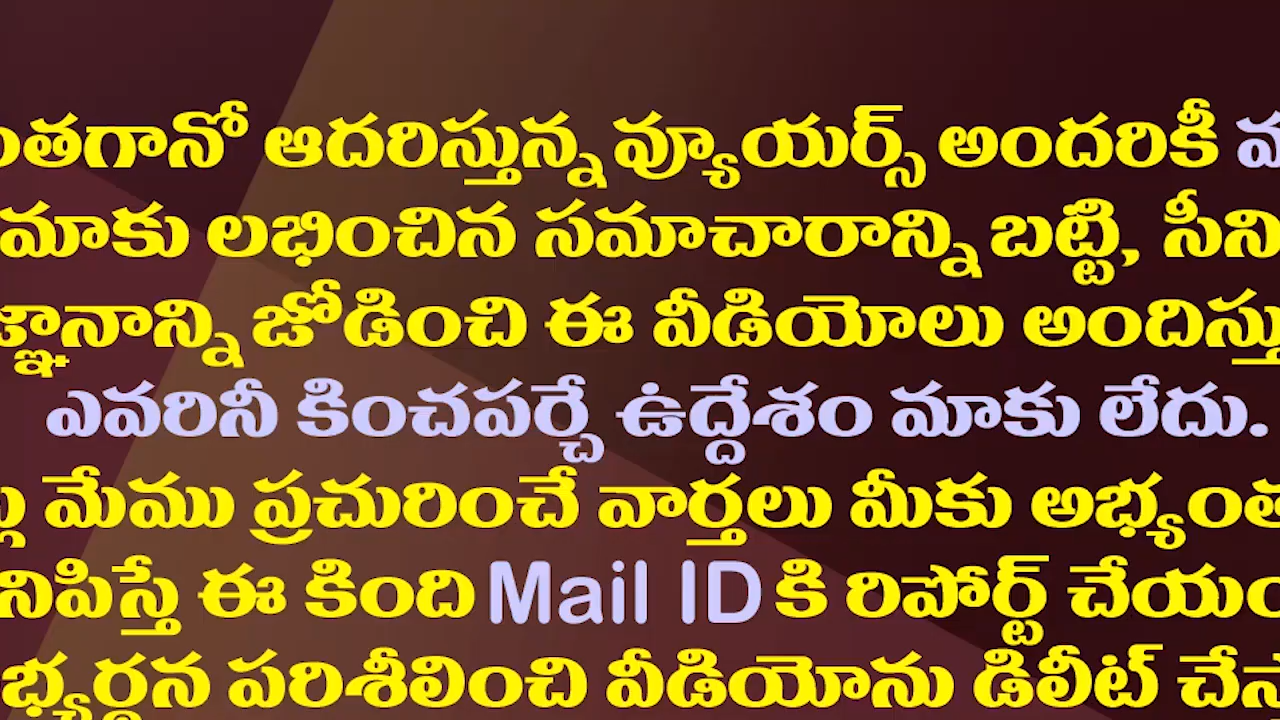 ంతగానో ఆదరిస్తున్న వ్యూయర్స్ అందరికీ
మాకు లభించిన సమాచారాన్ని బట్టి, సీని
జ్ఞానాన్ని జోడించి ఈ వీడియోలు అందిస్తు
ఎవరినీ కించపర్చే ఉద్దేశం మాకు లేదు.
మేము ప్రచురించే వార్తలు మీకు అభ్యంత
నిపిస్తే ఈ కింది Mail ID కి రిపోర్ట్ చేయం
భ్యర్థన పరిశీలించి వీడియోను డిలీట్ చేస